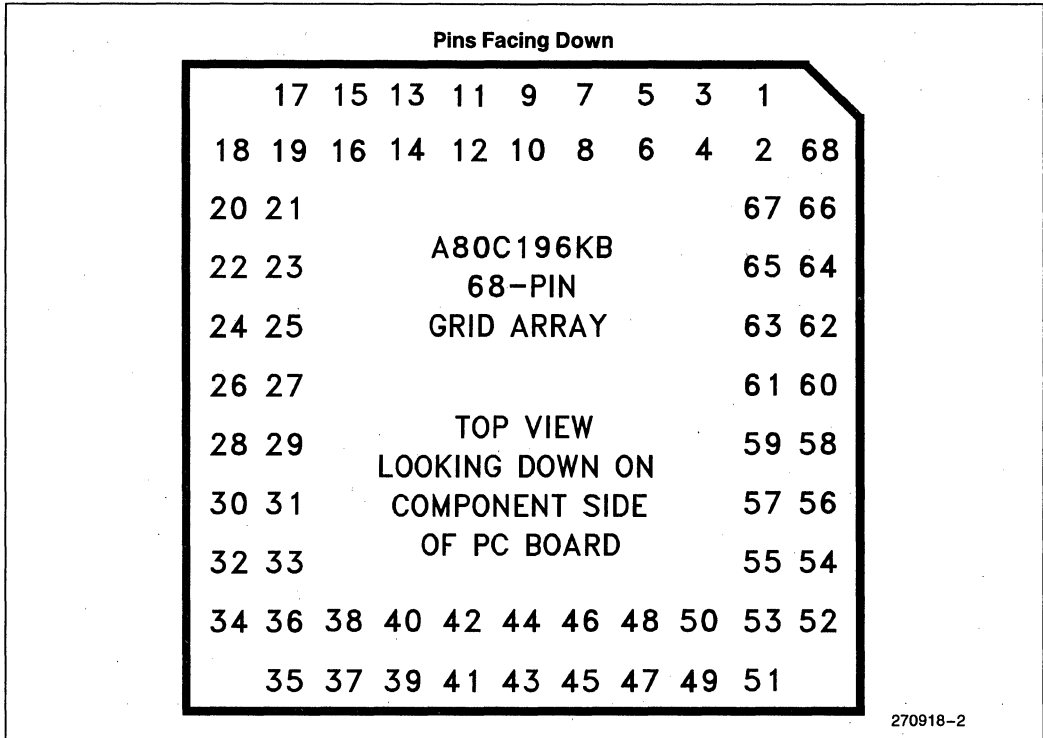 Pins Facing Down
17 15 13 11 9 7 5 3 1
18 19 16 14 12 10 8 6 4 2 68
20 21 67 66
A80C196KB
22 23 65 64
68-PIN
24 25 GRID ARRAY 63 62
26 27 61 60
TOP VIEW
28 29 59 58
LOOKING DOWN ON
30 31 COMPONENT SIDE 57 56
OF PC BOARD
32 33 55 54
34 36 38 40 42 44 46 48 50 53 52
35 37 39 41 43 45 47 49 51
270918-2